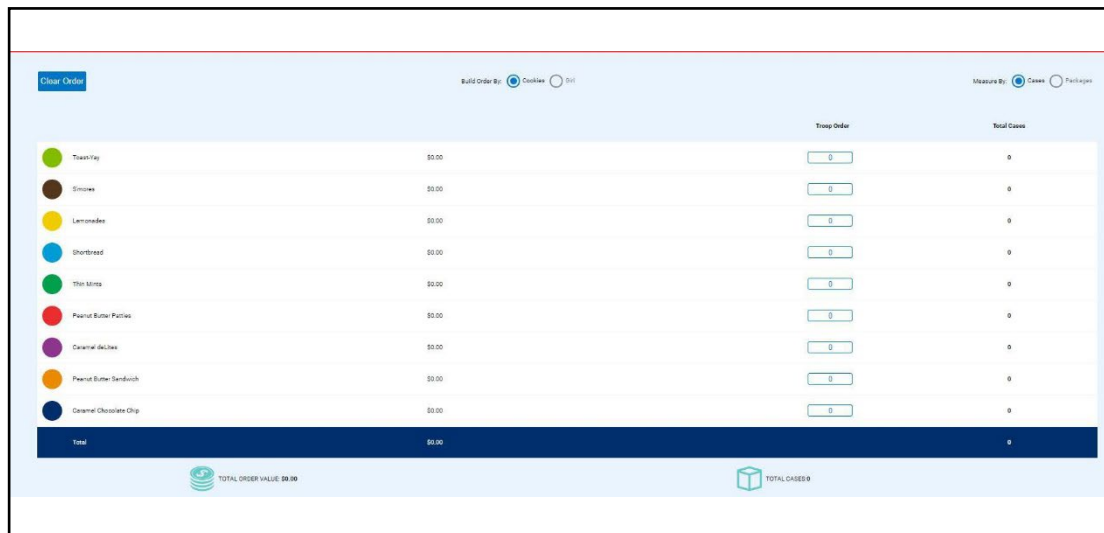 Clear Order Build Order By: Cookies Girl Measure By: Cases Packages
Troop Order Total Cases
Toast-Yay $0.00 0 0
S'mores $0.00 0 0
Lemonades $0.00 0 0
Shortbread $0.00 0 0
Thin Mints $0.00 0 0
Peanut Butter Patties $0.00 0 0
Caramel deLites $0.00 0 0
Peanut Butter Sandwich $0.00 0 0
Caramel Chocolate Chip $0.00 0 0
Total $0.00 0
TOTAL ORDER VALUE: $0.00 TOTAL CASES: 0